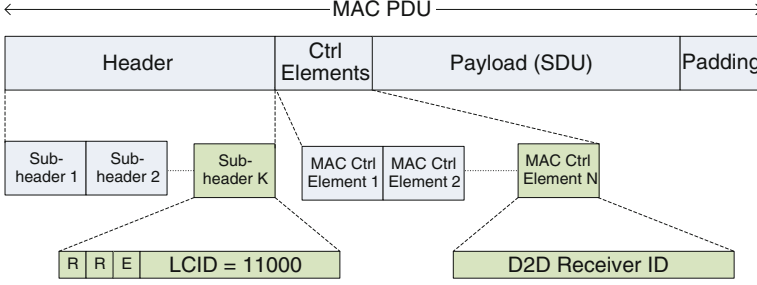 MAC PDU
Header
Ctrl
Elements
Payload (SDU)
Padding
Sub-
header 1
Sub-
header 2
Sub-
header K
MAC Ctrl
Element 1
MAC Ctrl
Element 2
MAC Ctrl
Element N
R R E LCID = 11000
D2D Receiver ID